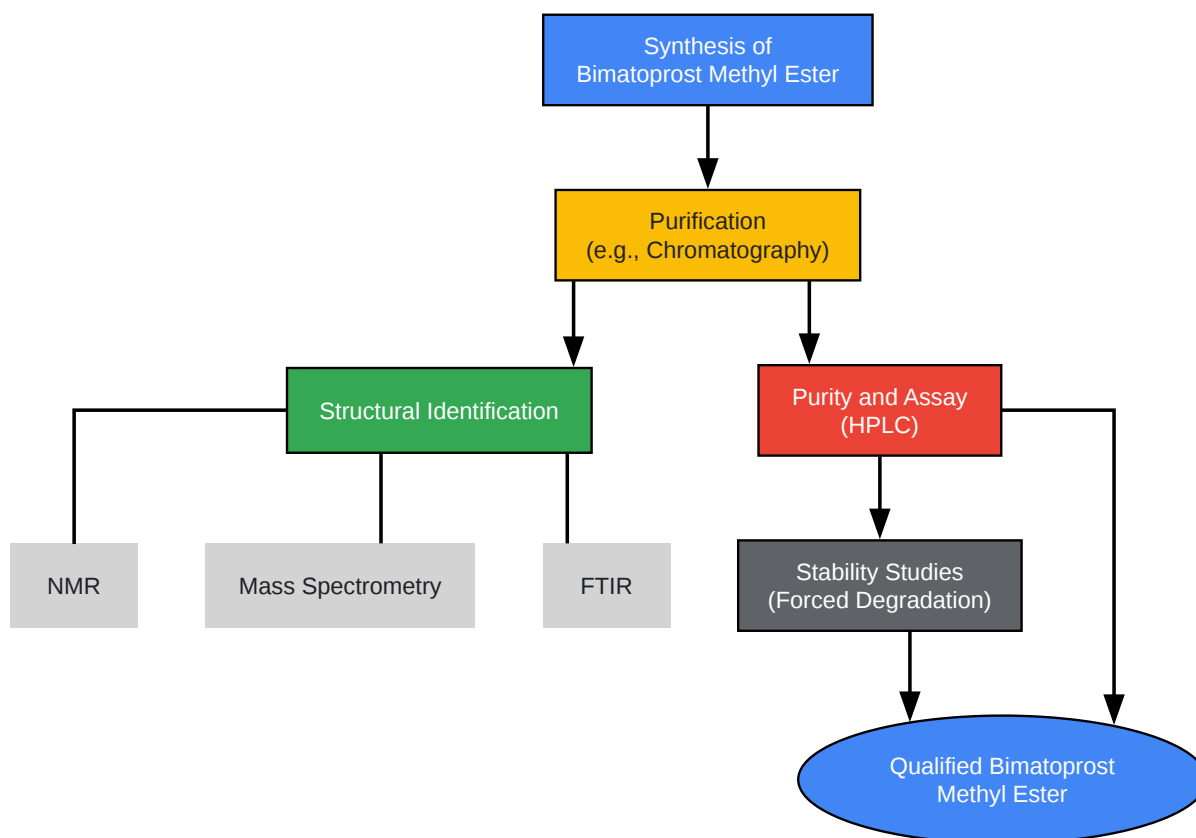 Synthesis of
Bimatoprost Methyl Ester
Purification
(e.g., Chromatography)
Structural Identification
Purity and Assay
(HPLC)
NMR
Mass Spectrometry
FTIR
Stability Studies
(Forced Degradation)
Qualified Bimatoprost
Methyl Ester